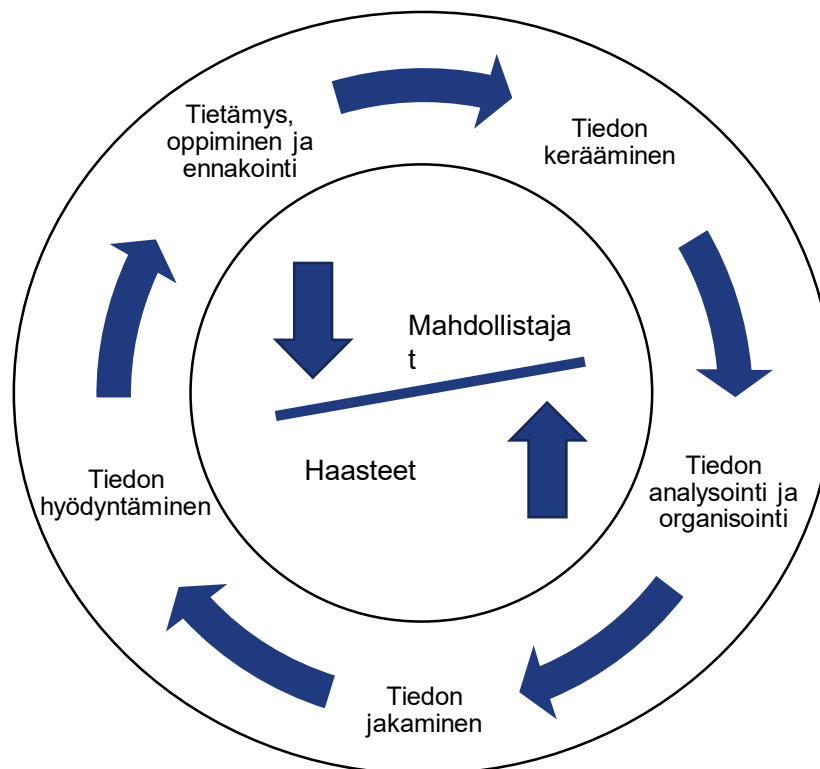 Tietämys,
oppiminen ja
ennakointi
Tiedon
kerääminen
Mahdollistaja
t
Haasteet
Tiedon
hyödyntäminen
Tiedon
analysointi ja
organisointi
Tiedon
jakaminen